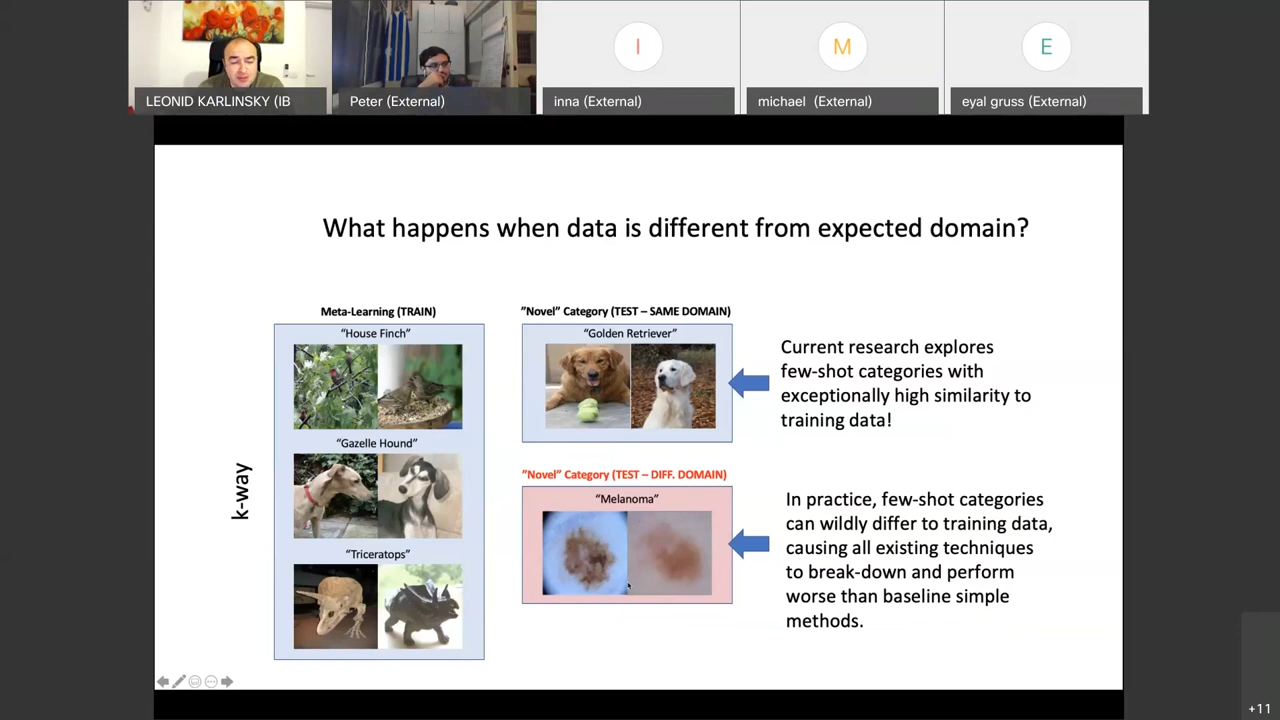 I
M
E
LEONID KARLINSKY (IB
Peter (External)
inna (External)
michael (External)
eyal gruss (External)
What happens when data is different from expected domain?
Meta-Learning (TRAIN)
"House Finch"
"Gazelle Hound"
"Triceratops"
k-way
”Novel” Category (TEST – SAME DOMAIN)
“Golden Retriever”
”Novel” Category (TEST – DIFF. DOMAIN)
“Melanoma”
Current research explores
few-shot categories with
exceptionally high similarity to
training data!
In practice, few-shot categories
can wildly differ to training data,
causing all existing techniques
to break-down and perform
worse than baseline simple
methods.
+11